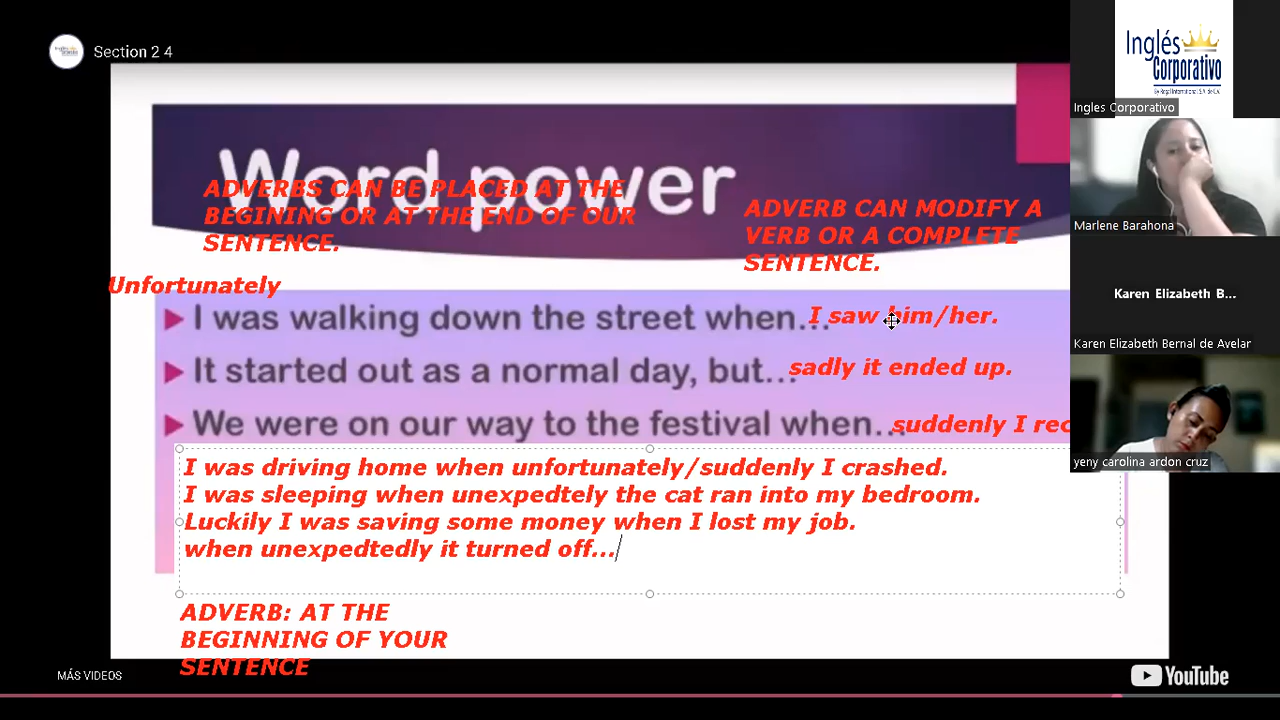 Section 2 4
Inglés
Corporativo
By Regal International S.A. de C.V.
Ingles Corporativo
Word power
ADVERBS CAN BE PLACED AT THE
BEGINING OR AT THE END OF OUR
SENTENCE.
ADVERB CAN MODIFY A
VERB OR A COMPLETE
SENTENCE.
Marlene Barahona
Unfortunately
I was walking down the street when...
I saw him/her.
Karen Elizabeth B...
Karen Elizabeth Bernal de Avelar
It started out as a normal day, but...
sadly it ended up.
We were on our way to the festival when...
suddenly I rec
yeny carolina ardon cruz
I was driving home when unfortunately/suddenly I crashed.
I was sleeping when unexpedtely the cat ran into my bedroom.
Luckily I was saving some money when I lost my job.
when unexpedtedly it turned off...
ADVERB: AT THE
BEGINNING OF YOUR
SENTENCE
MÁS VIDEOS
YouTube